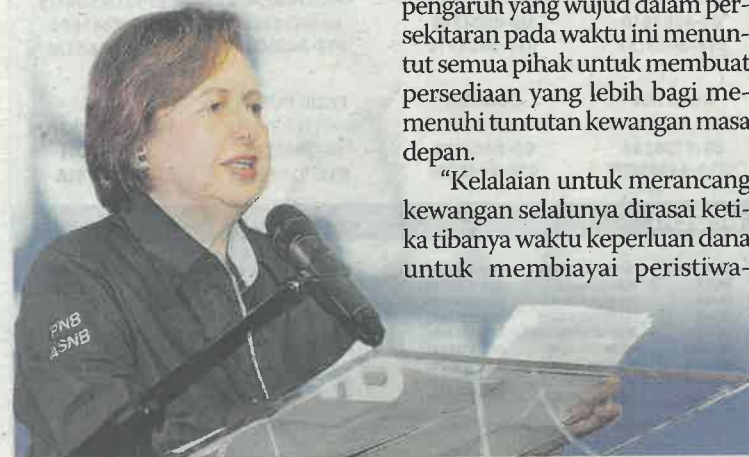 pengaruh yang wujud dalam per-
sekitaran pada waktu ini menun-
tut semua pihak untuk membuat
persediaan yang lebih bagi me-
menuhi tuntutan kewangan masa
depan.
"Kelalaian untuk merancang
kewangan selalunya dirasai keti-
ka tibanya waktu keperluan dana
untuk membiayai peristiwa-
PNB
ASNB